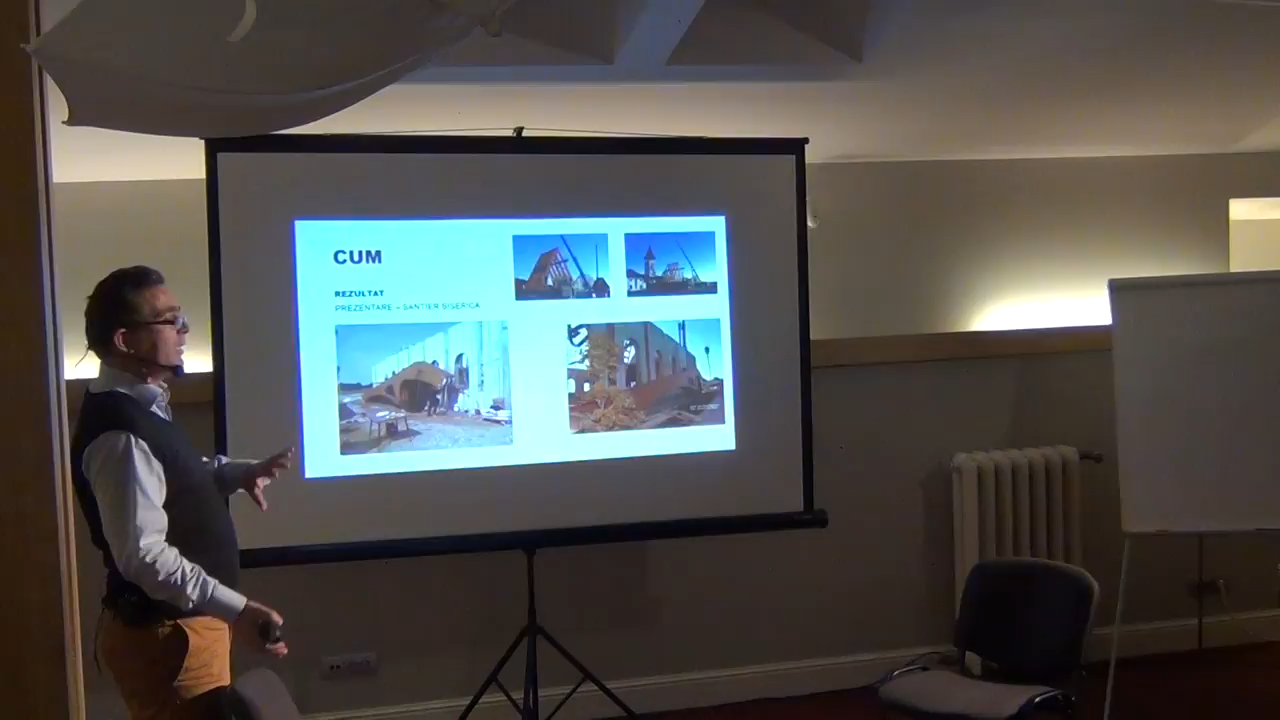 CUM
REZULTAT
PREZENTARE – SANTIER BISERICA